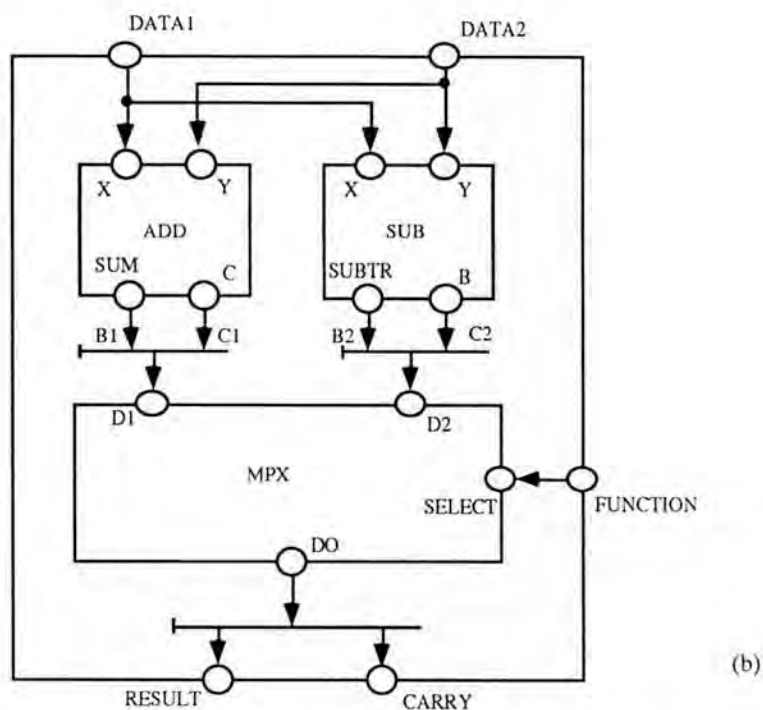 DATA1
DATA2
X
Y
X
Y
ADD
SUB
SUM
C
SUBTR
B
B1
C1
B2
C2
D1
D2
MPX
SELECT
FUNCTION
DO
(b)
RESULT
CARRY